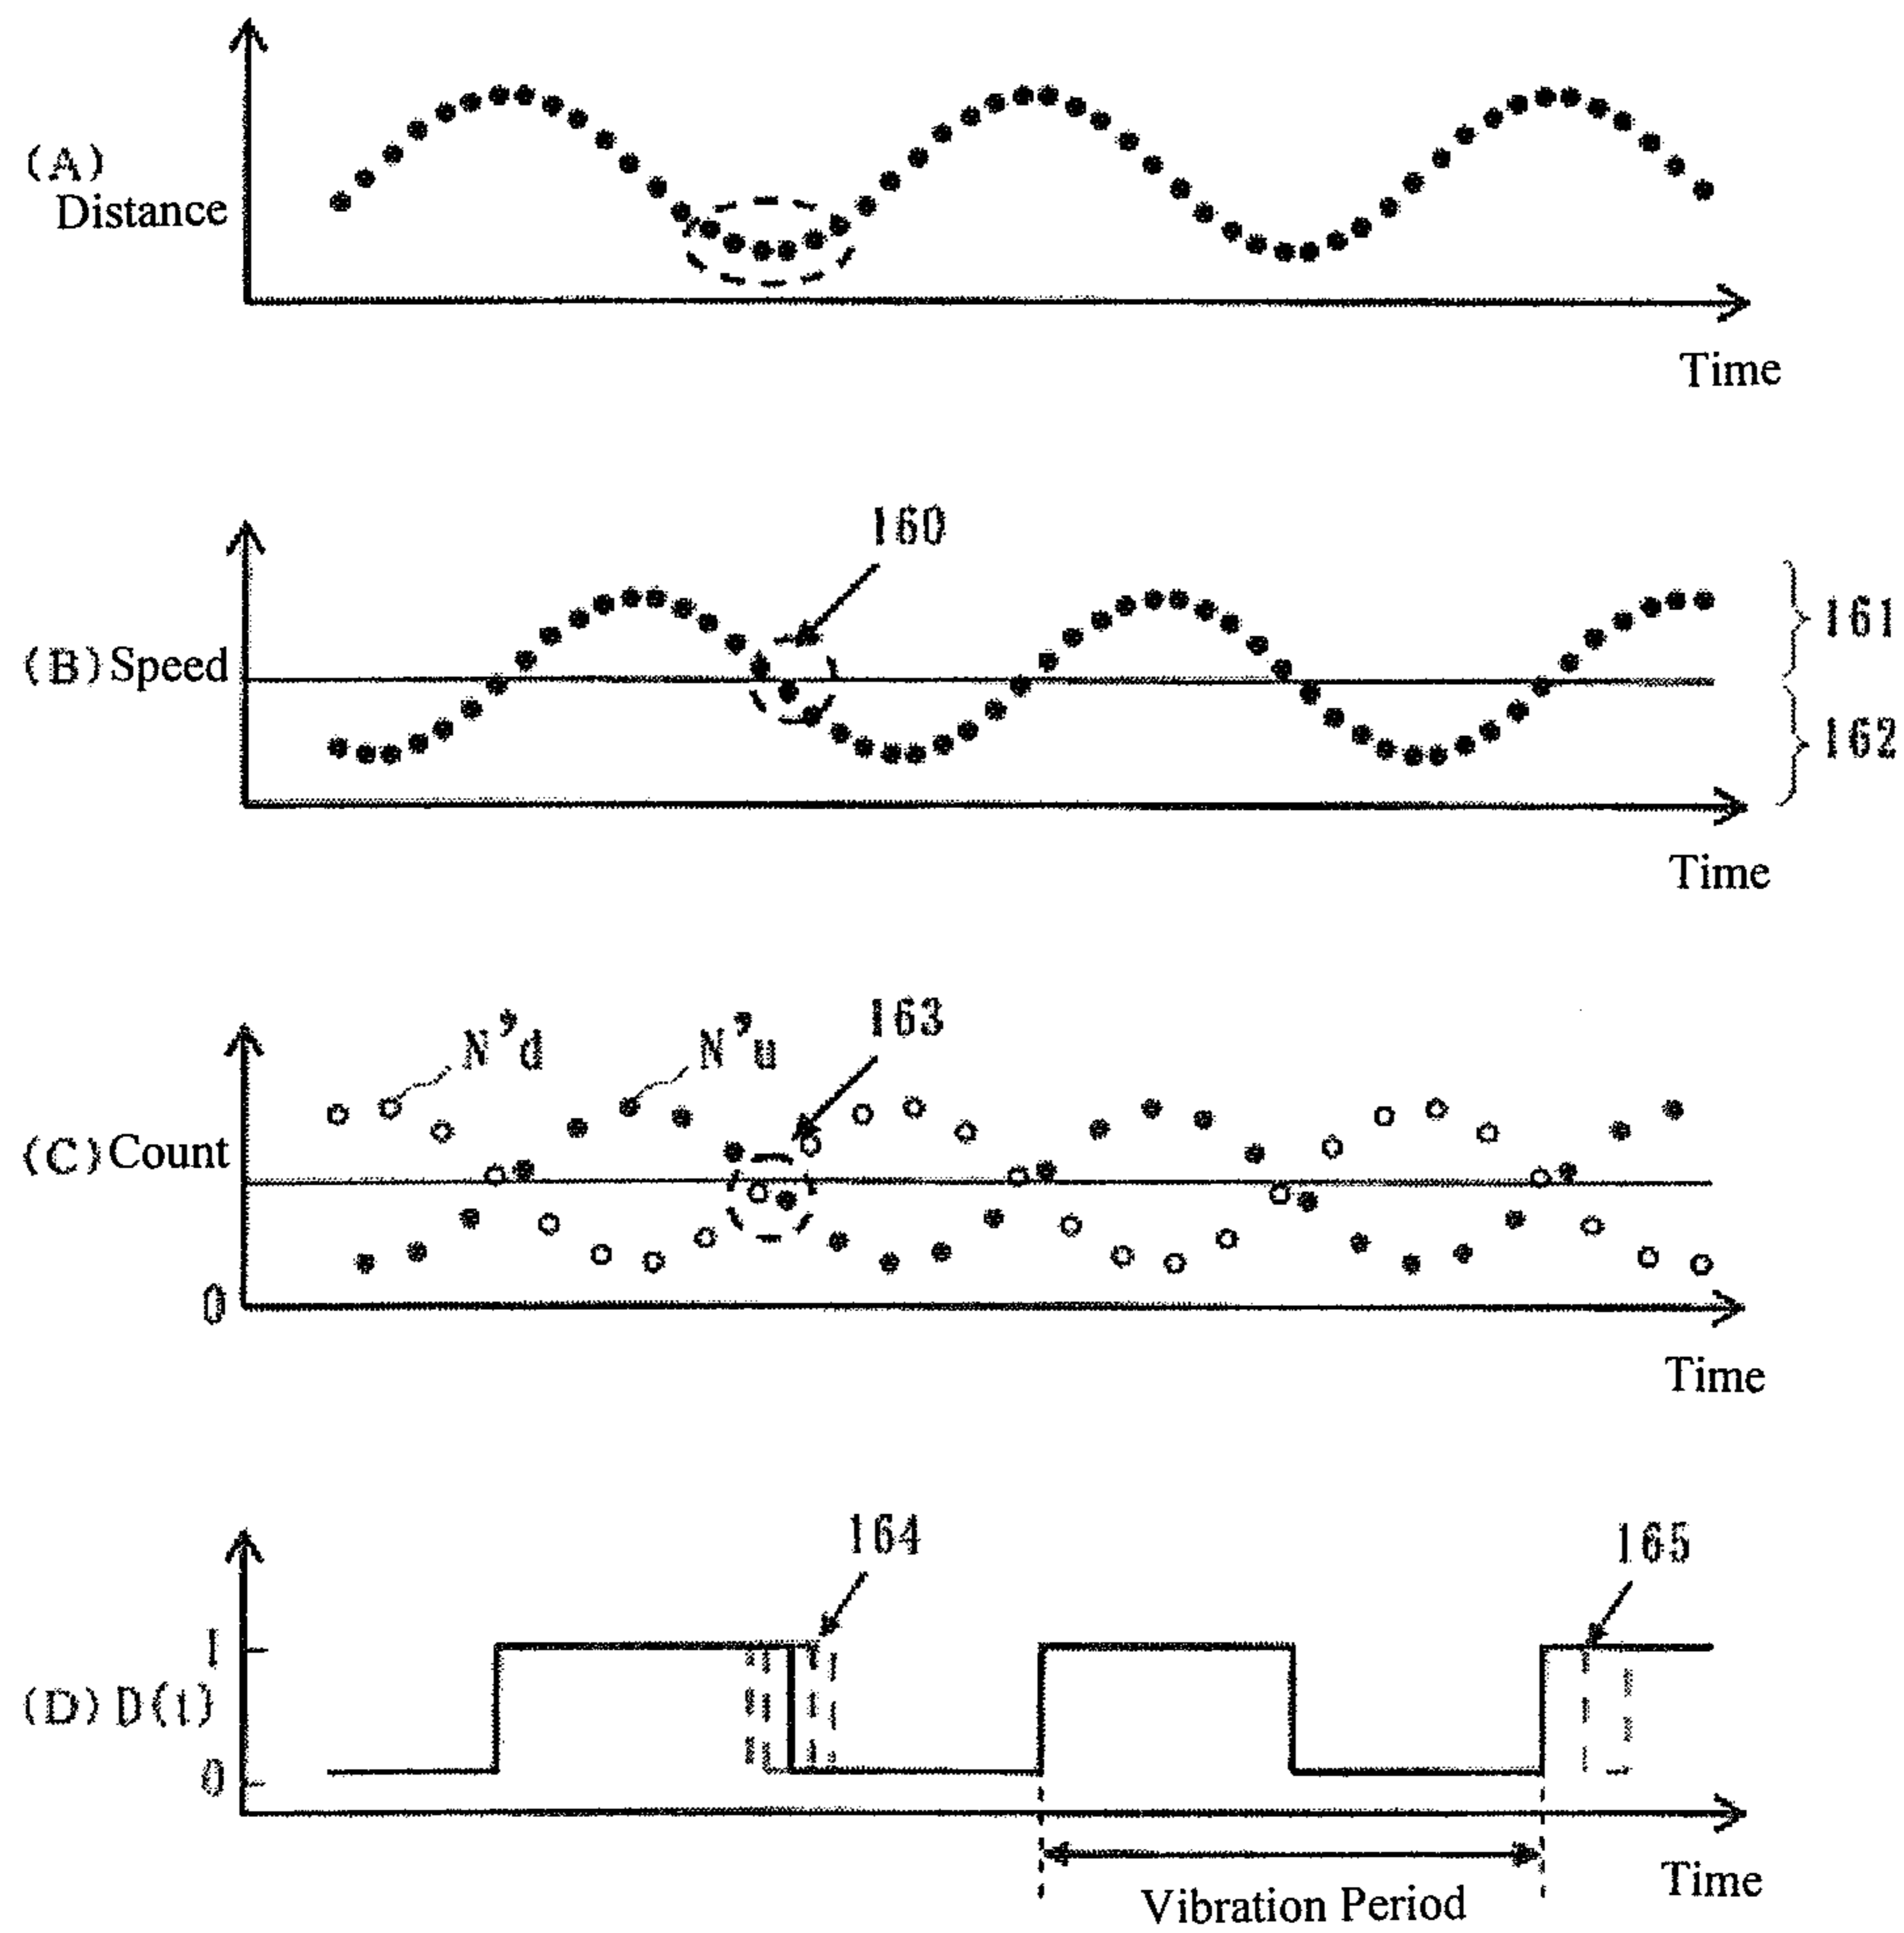 (A)
Distance
Time
160
(B) Speed
161
162
Time
N'd
N'u
163
(C) Count
0
Time
164
165
1
(D) D(t)
0
Time
Vibration Period